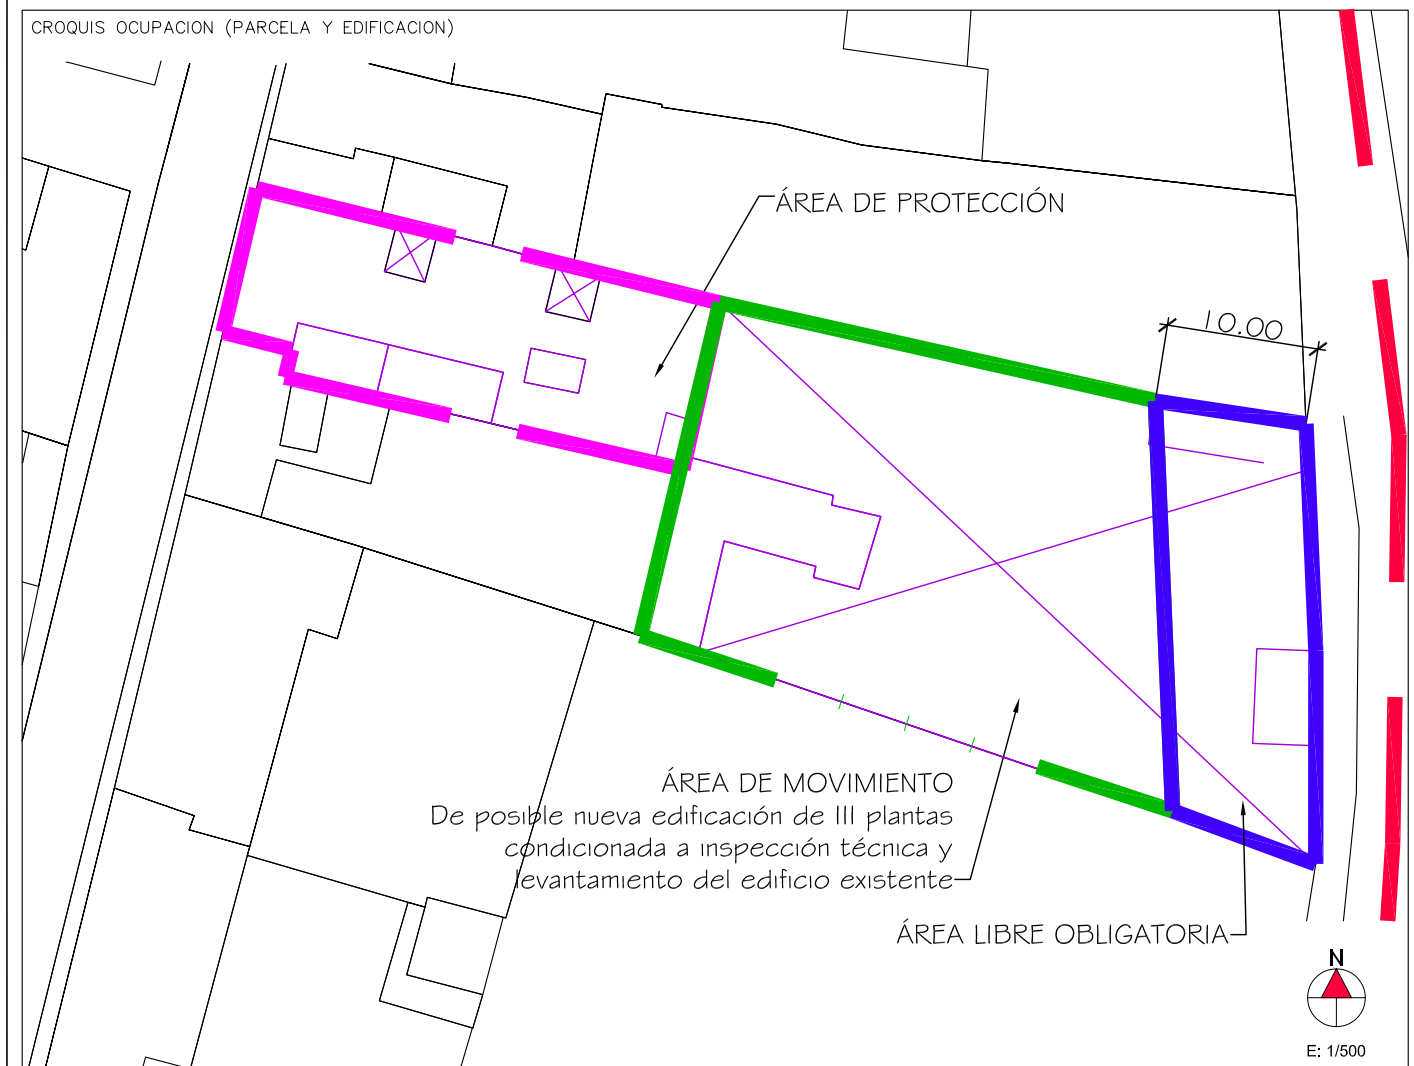 CROQUIS OCUPACION (PARCELA Y EDIFICACION)
ÁREA DE PROTECCIÓN
10.00
ÁREA DE MOVIMIENTO
De posible nueva edificación de III plantas
condicionada a inspección técnica y
levantamiento del edificio existente
ÁREA LIBRE OBLIGATORIA
N
E: 1/500